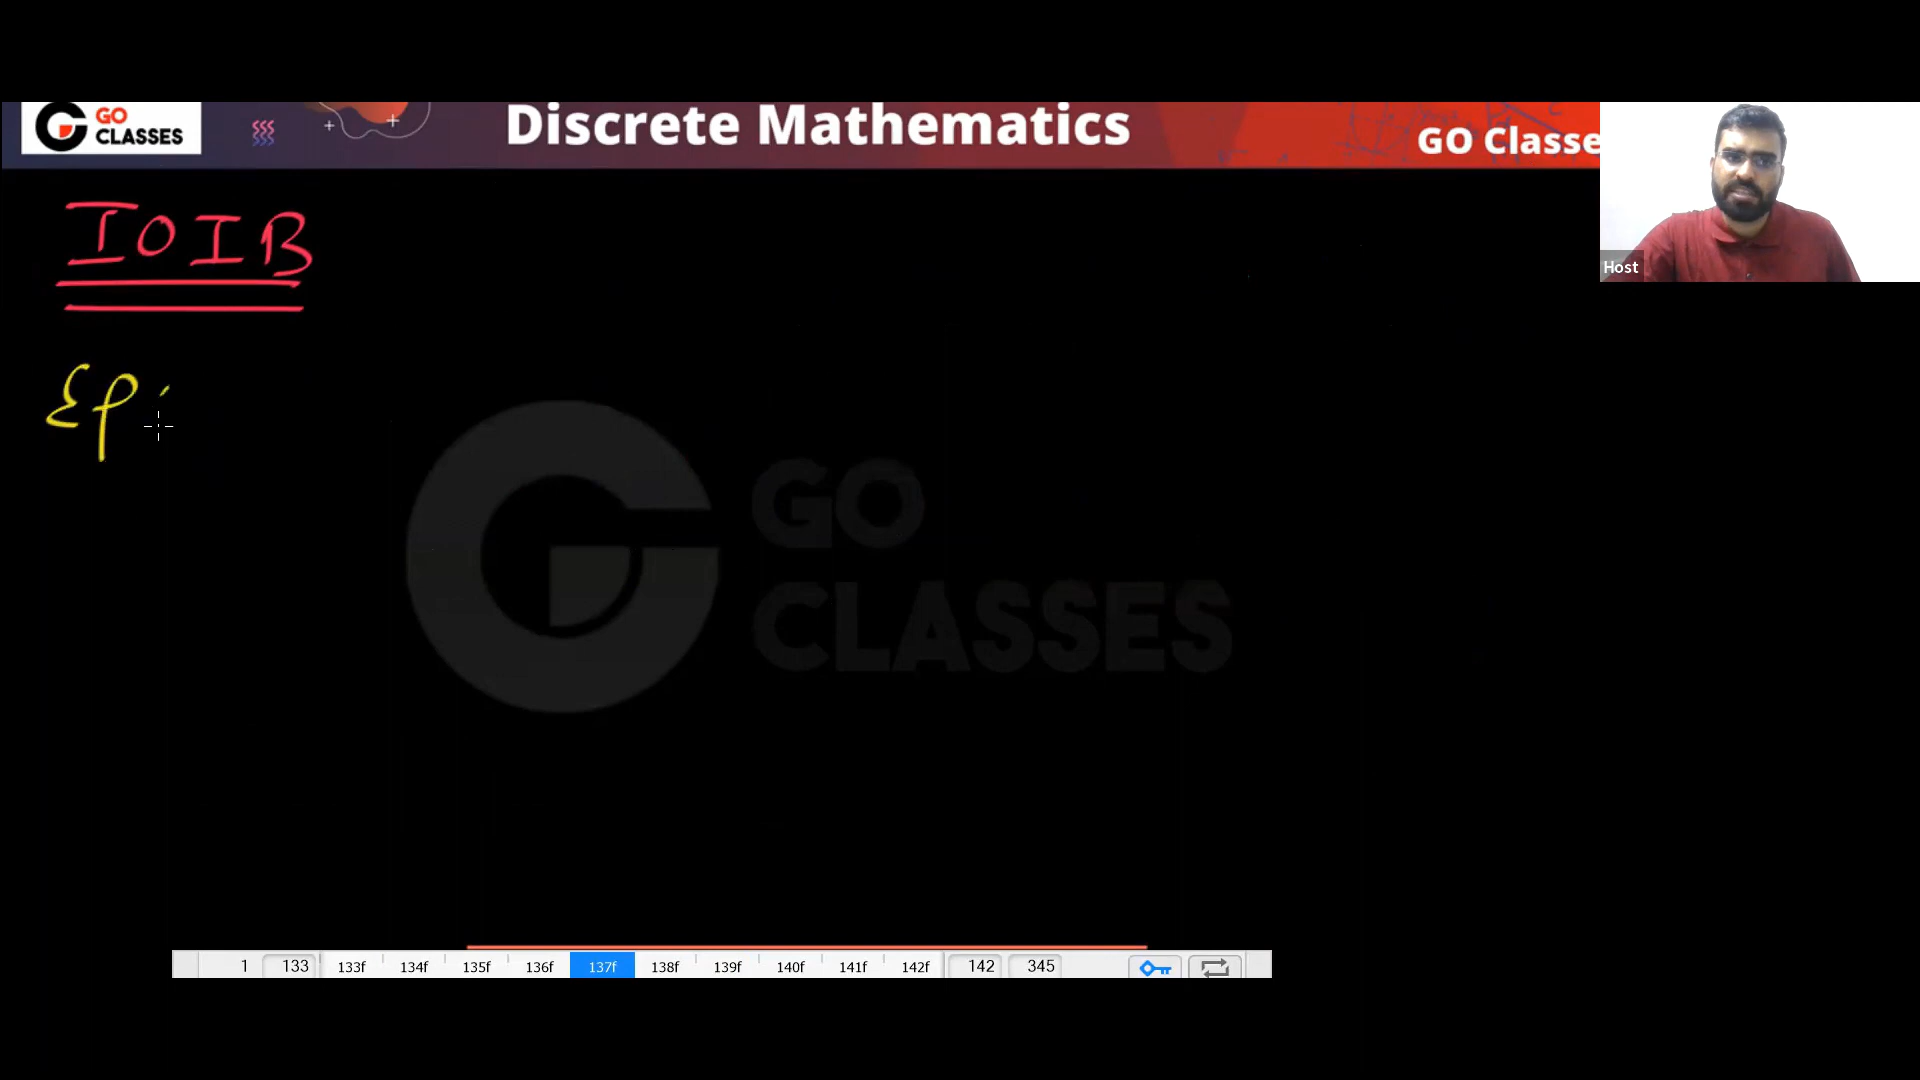 GO
CLASSES
Discrete Mathematics
GO Classe
Host
IOIB
Epi
GO
CLASSES
1 133 133f 134f 135f 136f 137f 138f 139f 140f 141f 142f 142 345